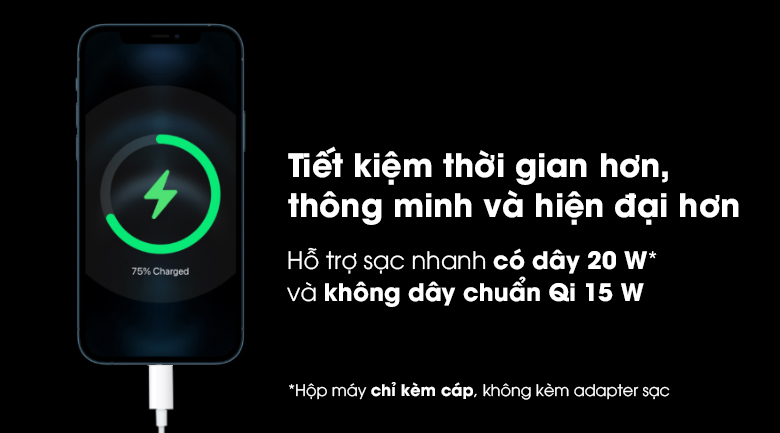 75% Charged
Tiết kiệm thời gian hơn,
thông minh và hiện đại hơn
Hỗ trợ sạc nhanh có dây 20 W*
và không dây chuẩn Qi 15 W
*Hộp máy chỉ kèm cáp, không kèm adapter sạc